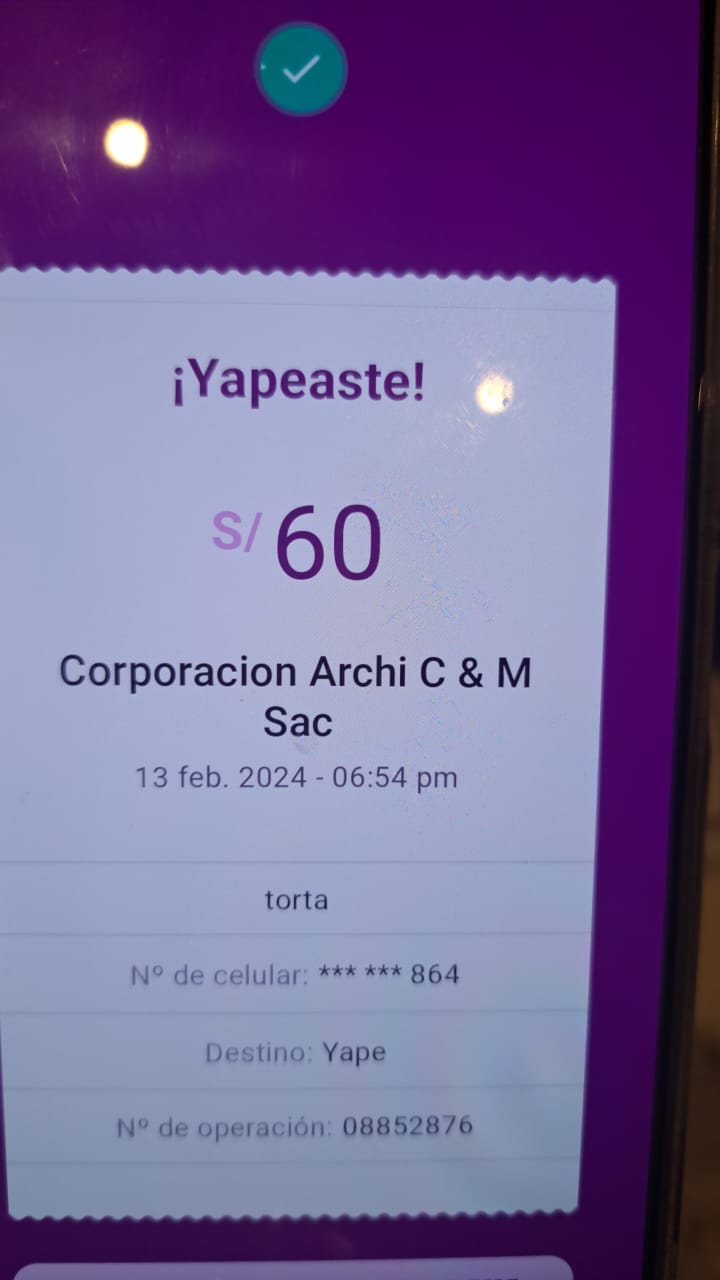 ¡Yapeaste!
S/ 60
Corporacion Archi C & M
Sac
13 feb. 2024 - 06:54 pm
torta
Nº de celular: *** *** 864
Destino: Yape
Nº de operación: 08852876